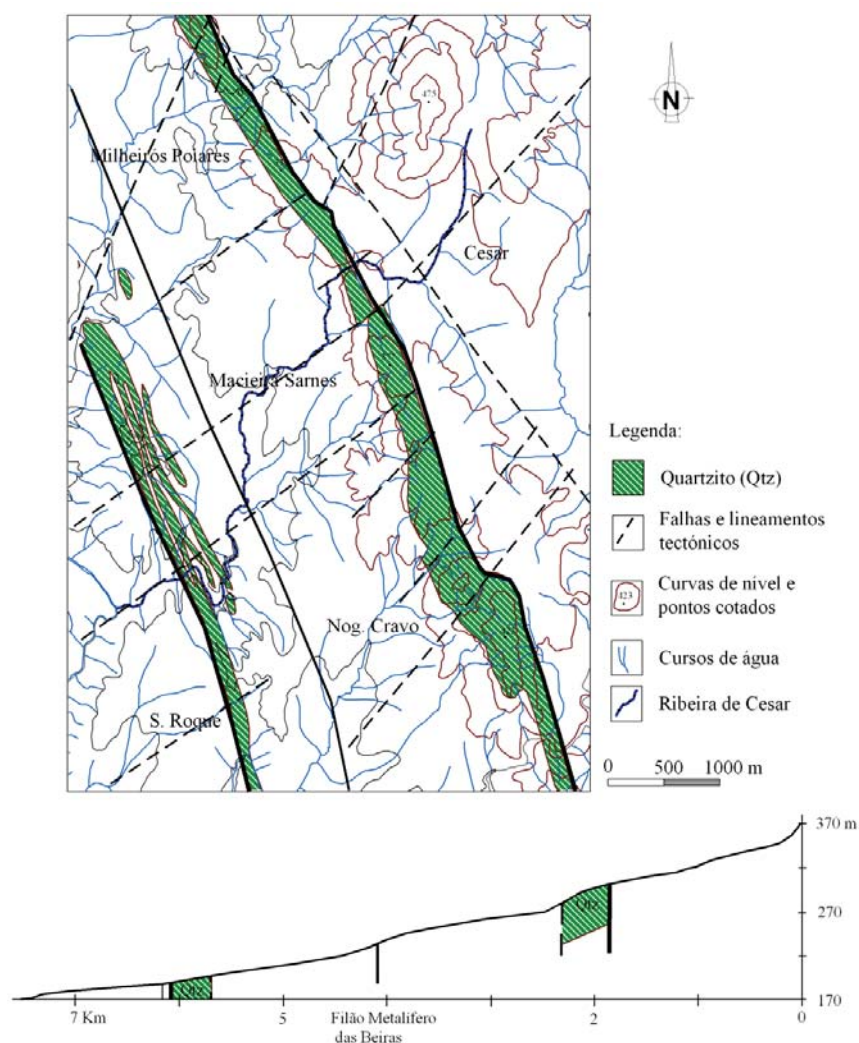 475
N
Milheirós Poiares
Cesar
Macieira Sarnes
Nog. Cravo
S. Roque
Legenda:
Quartzito (Qtz)
Falhas e lineamentos
tectónicos
423
Curvas de nível e
pontos cotados
Cursos de água
Ribeira de Cesar
0 500 1000 m
370 m
Qtz
270
Qtz
170
7 Km 5 Filão Metalífero 2 0
das Beiras